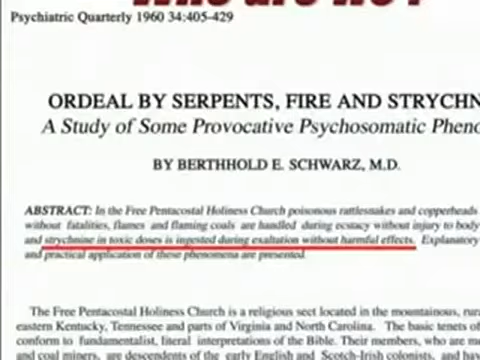 Psychiatric Quarterly 1960 34:405-429
ORDEAL BY SERPENTS, FIRE AND STRYCHN
A Study of Some Provocative Psychosomatic Pheno
BY BERTHHOLD E. SCHWARZ, M.D.
ABSTRACT: In the Free Pentacostal Holiness Church poisonous rattlesnakes and copperheads
without fatalities, flames and flaming coals are handled during ecstacy without injury to body
and strychnine in toxic doses is ingested during exaltation without harmful effects. Explanatory
and practical application of these phenomena are presented.
The Free Pentacostal Holiness Church is a religious sect located in the mountainous, rura
eastern Kentucky, Tennessee and parts of Virginia and North Carolina. The basic tenets of
conform to fundamentalist, literal interpretations of the Bible. Their members, who are m
and coal miners, are descendents of the early English and Scotch-Irish colonists, and hav